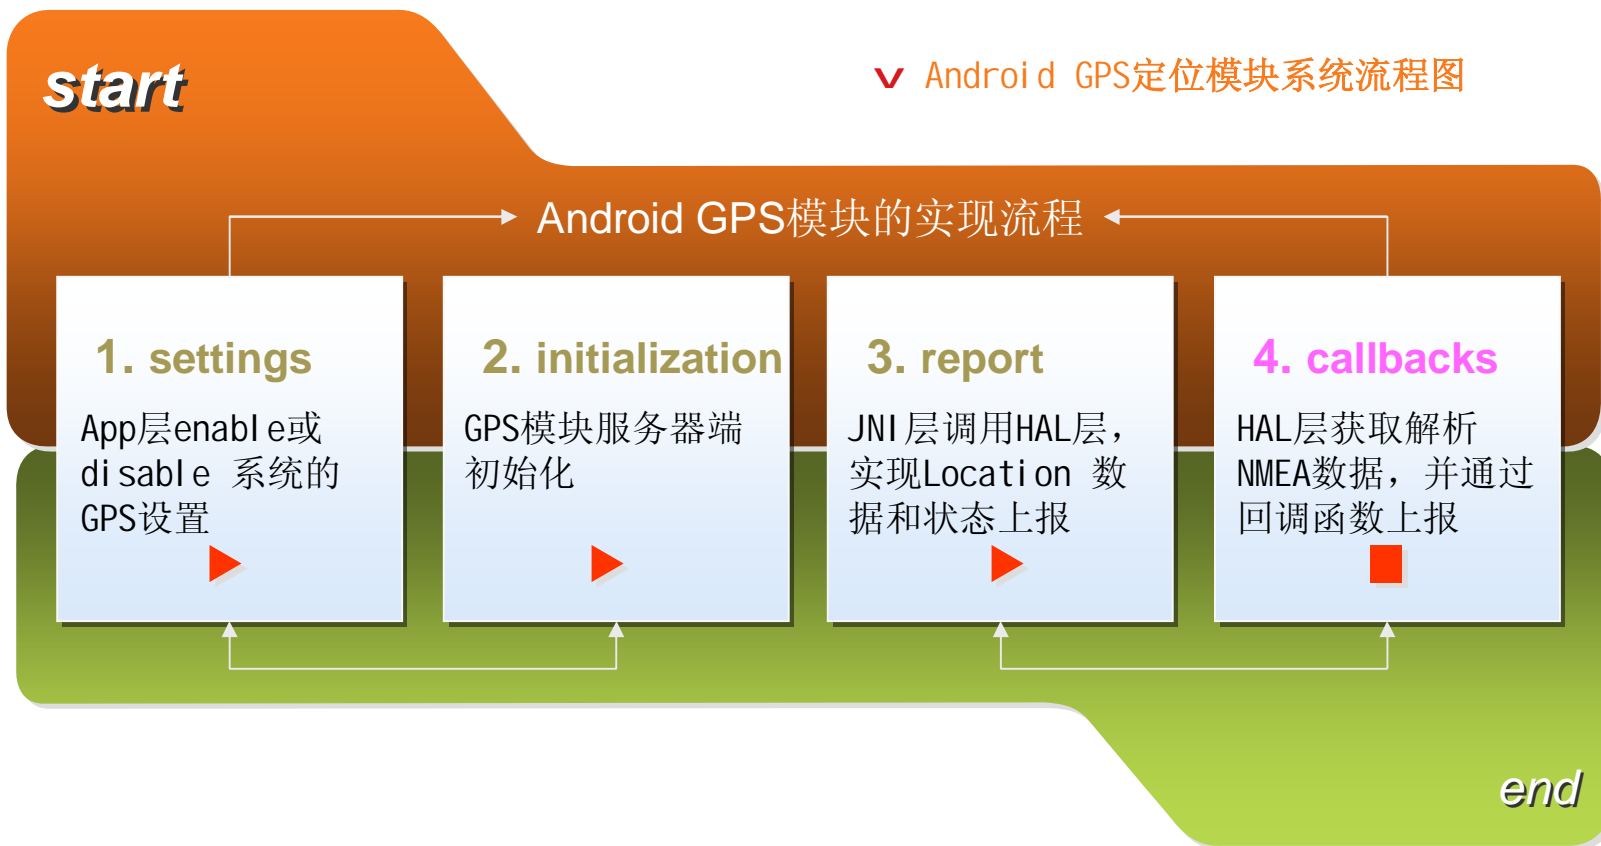 start
Android GPS定位模块系统流程图
Android GPS模块的实现流程
1. settings
App层enable或
disable 系统的
GPS设置
2. initialization
GPS模块服务器端
初始化
3. report
JNI层调用HAL层，
实现Location 数
据和状态上报
4. callbacks
HAL层获取解析
NMEA数据，并通过
回调函数上报
end